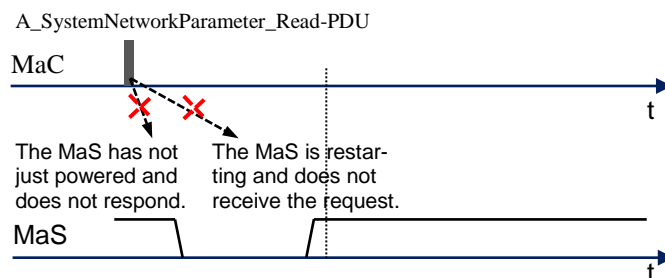 A_SystemNetworkParameter_Read-PDU
MaC
t
The MaS has not
just powered and
does not respond.
The MaS is restar-
ting and does not
receive the request.
MaS
t